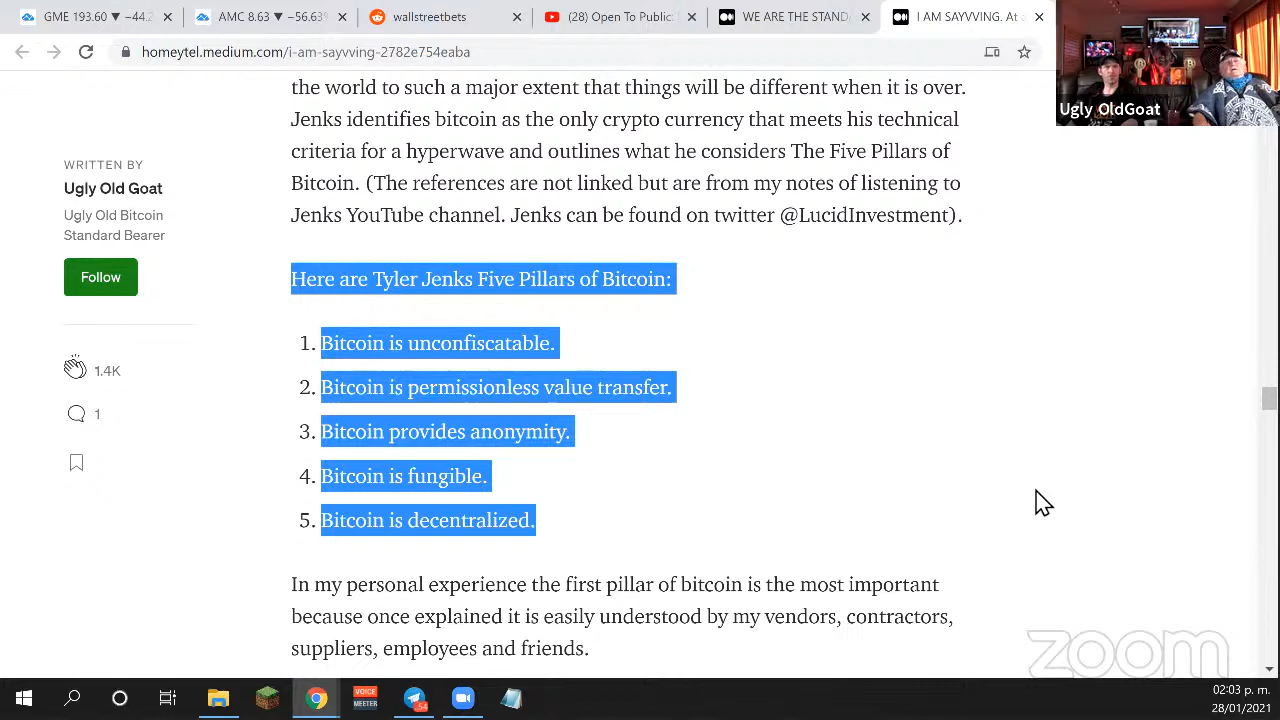 GME 193.60 ▼ -44.2
AMC 8.63 ▼ -56.63%
wallstreetbets
(28) Open To Public:
WE ARE THE STAND
I AM SAYVVING. At a
homeytel.medium.com/i-am-sayvving-2782e754eafb
Ugly OldGoat
the world to such a major extent that things will be different when it is over.
Jenks identifies bitcoin as the only crypto currency that meets his technical
criteria for a hyperwave and outlines what he considers The Five Pillars of
Bitcoin. (The references are not linked but are from my notes of listening to
Jenks YouTube channel. Jenks can be found on twitter @LucidInvestment).
WRITTEN BY
Ugly Old Goat
Ugly Old Bitcoin
Standard Bearer
Follow
1.4K
1
Here are Tyler Jenks Five Pillars of Bitcoin:
1. Bitcoin is unconfiscatable.
2. Bitcoin is permissionless value transfer.
3. Bitcoin provides anonymity.
4. Bitcoin is fungible.
5. Bitcoin is decentralized.
In my personal experience the first pillar of bitcoin is the most important
because once explained it is easily understood by my vendors, contractors,
suppliers, employees and friends.
zoom
VOICE
MEETER
54
02:03 p. m.
28/01/2021